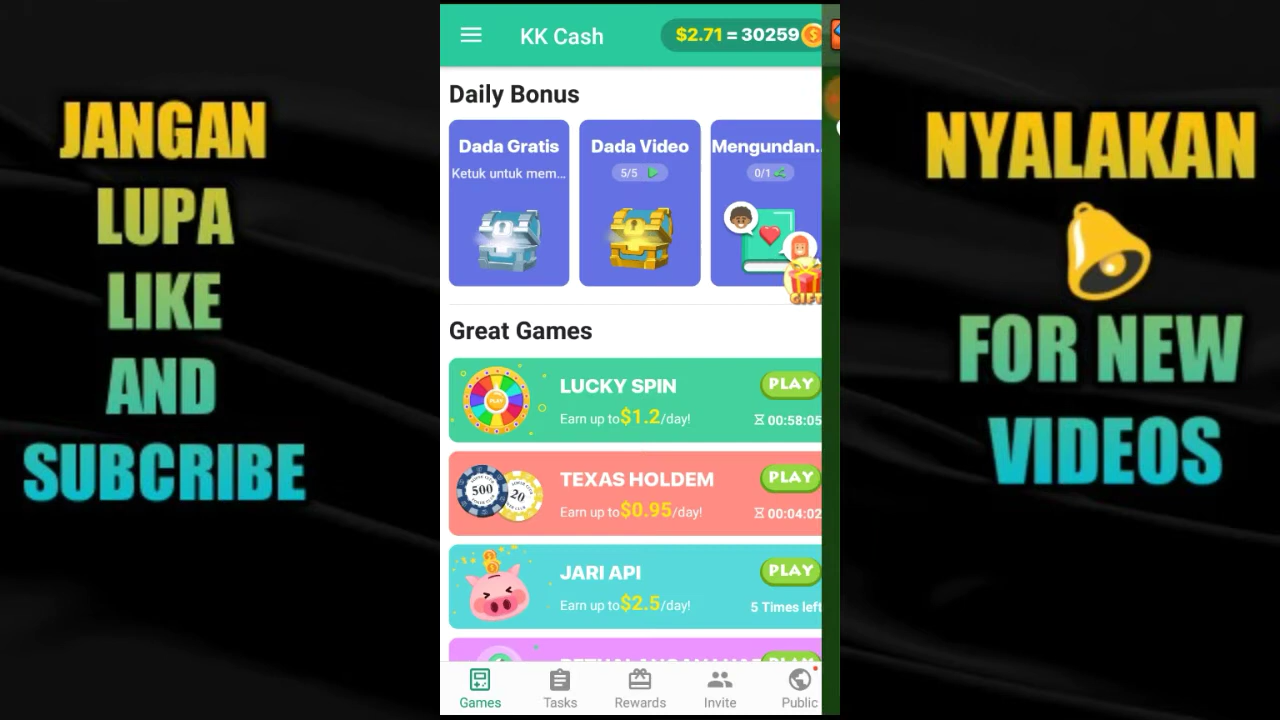 JANGAN
LUPA
LIKE
AND
SUBCRIBE
KK Cash
$2.71 = 30259
Daily Bonus
Dada Gratis
Ketuk untuk mem...
Dada Video
5/5
Mengundan..
0/1
GIFT
Great Games
LUCKY SPIN
Earn up to $1.2/day!
PLAY
00:58:05
500
20
TEXAS HOLDEM
Earn up to $0.95/day!
PLAY
00:04:02
JARI API
Earn up to $2.5/day!
PLAY
5 Times left
PLAY
Games
Tasks
Rewards
Invite
Public
NYALAKAN
FOR NEW
VIDEOS